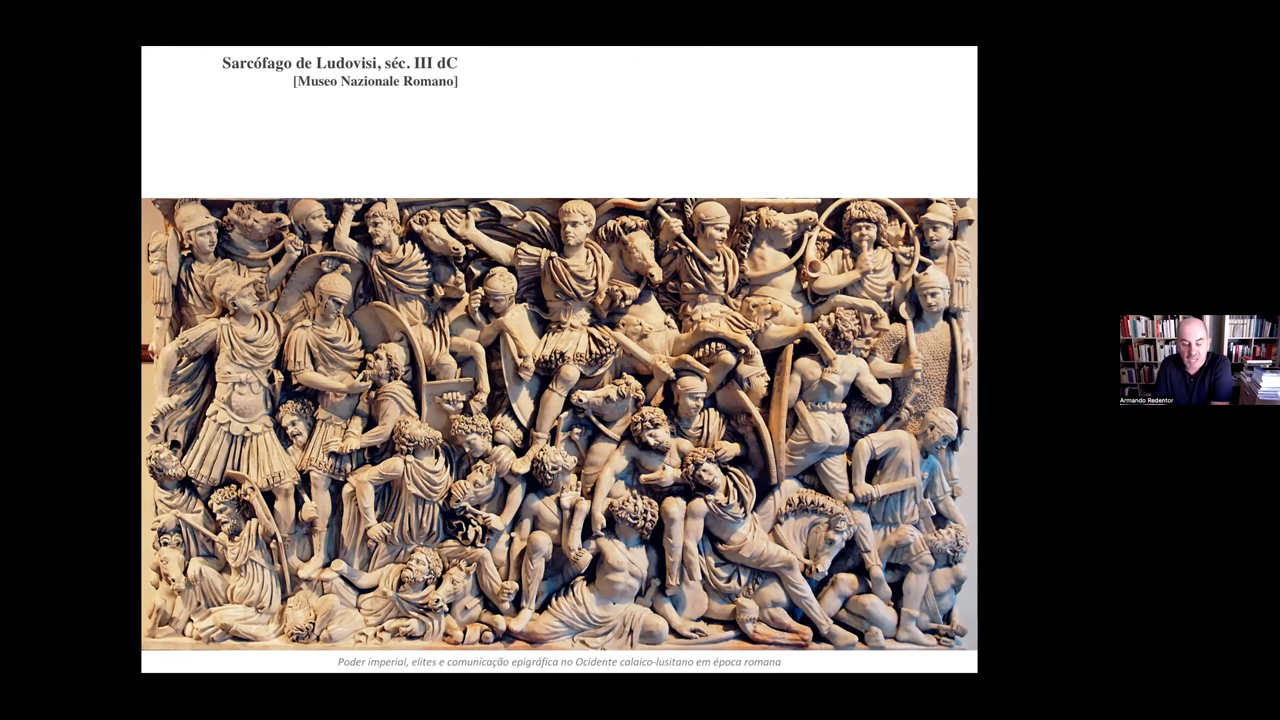 Sarcófago de Ludovisi, séc. III dC
[Museo Nazionale Romano]
Poder imperial, elites e comunicação epigráfica no Ocidente calaico-lusitano em época romana
Armando Redentor